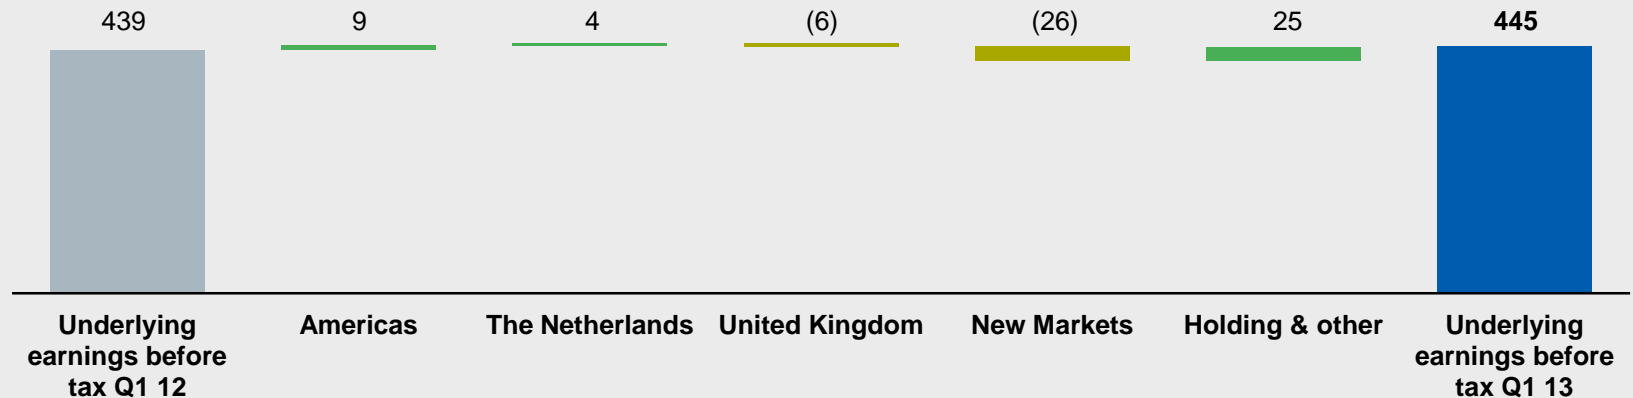 439 9 4 (6) (26) 25 445
Underlying Americas The Netherlands United Kingdom New Markets Holding & other Underlying
earnings before earnings before
tax Q1 12 tax Q1 13